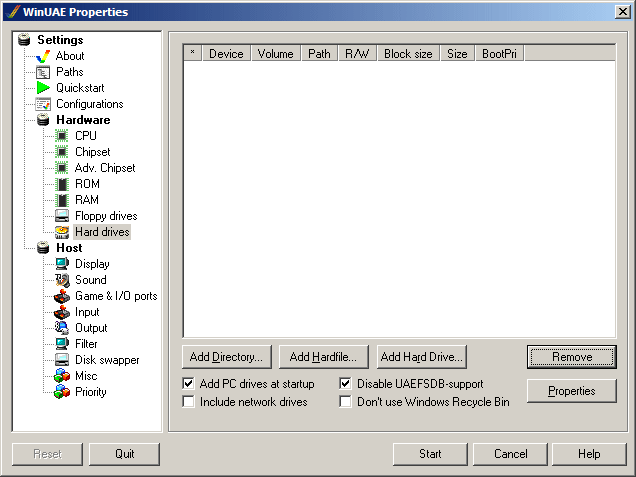 WinUAE Properties
Settings
About
Paths
Quickstart
Configurations
Hardware
CPU
Chipset
Adv. Chipset
ROM
RAM
Floppy drives
Hard drives
Host
Display
Sound
Game & I/O ports
Input
Output
Filter
Disk swapper
Misc
Priority
* Device Volume Path R/W Block size Size BootPri
Add Directory... Add Hardfile... Add Hard Drive... Remove
Add PC drives at startup Disable UAEFSDB-support
Include network drives Don't use Windows Recycle Bin
Properties
Reset Quit Start Cancel Help